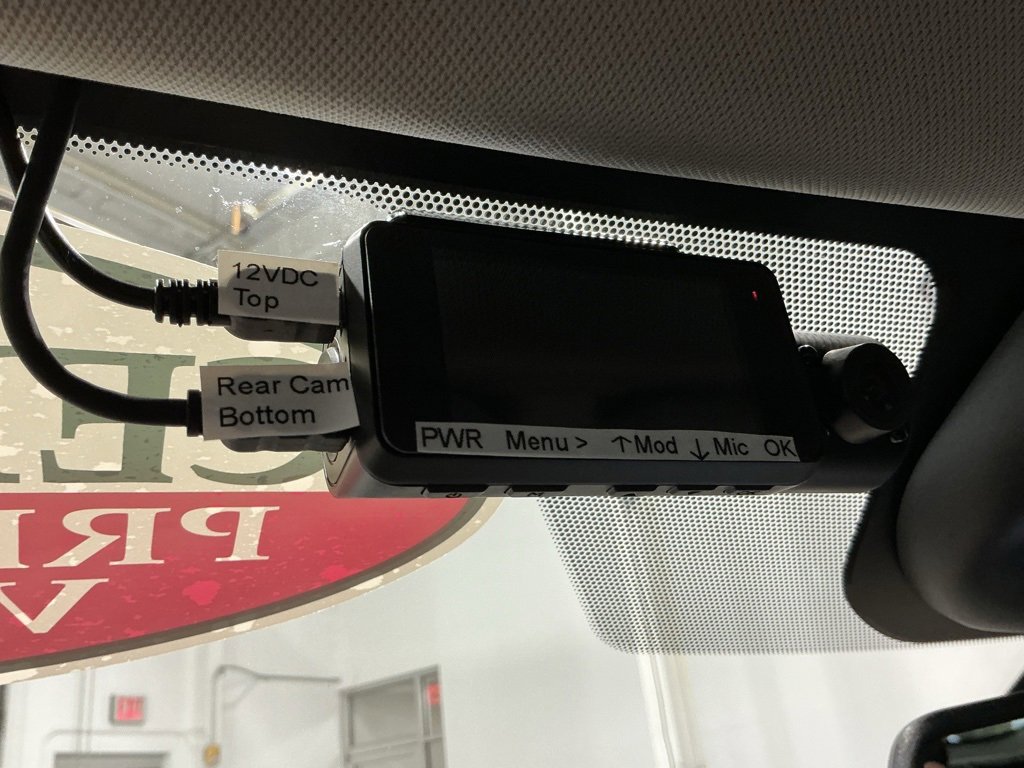 12VDC
Top
Rear Cam
Bottom
PWR Menu > ↑Mod ↓Mic OK